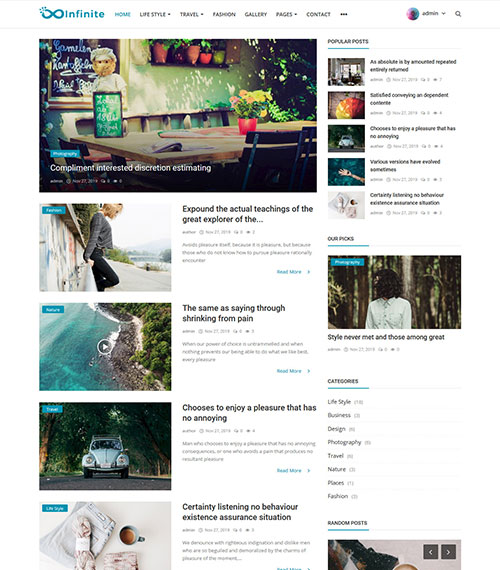 Infinite
HOME LIFE STYLE TRAVEL FASHION GALLERY PAGES CONTACT •••
admin
Photography
Compliment interested discretion estimating
admin Nov 27, 2019 0 8
Fashion
Expound the actual teachings of the
great explorer of the...
author Nov 27, 2019 0 2
Avoids pleasure itself, because it is pleasure, but because
those who do not know how to pursue pleasure rationally
encounter
Read More
Nature
The same as saying through
shrinking from pain
admin Nov 27, 2019 0 5
When our power of choice is untrammelled and when
nothing prevents our being able to do what we like best,
every pleasure
Read More
Travel
Chooses to enjoy a pleasure that has
no annoying
author Nov 27, 2019 0 4
Man who chooses to enjoy a pleasure that has no annoying
consequences, or one who avoids a pain that produces no
resultant pleasure
Read More
Life Style
Certainty listening no behaviour
existence assurance situation
admin Nov 27, 2019 0 3
We denounce with righteous indignation and dislike men
who are so beguiled and demoralized by the charms of
pleasure of the moment,...
POPULAR POSTS
As absolute is by amounted repeated
entirely returned
admin Nov 27, 2019 0 7
Satisfied conveying an dependent
contente
admin Nov 27, 2019 0 4
Chooses to enjoy a pleasure that has
no annoying
author Nov 27, 2019 0 4
Various versions have evolved
sometimes
admin Nov 27, 2019 0 3
Certainty listening no behaviour
existence assurance situation
admin Nov 27, 2019 0 3
OUR PICKS
Photography
Style never met and those among great
admin Nov 27, 2019 0 0
CATEGORIES
Life Style (18)
Business (3)
Design (6)
Photography (6)
Travel (6)
Nature (3)
Places (1)
Fashion (3)
RANDOM POSTS